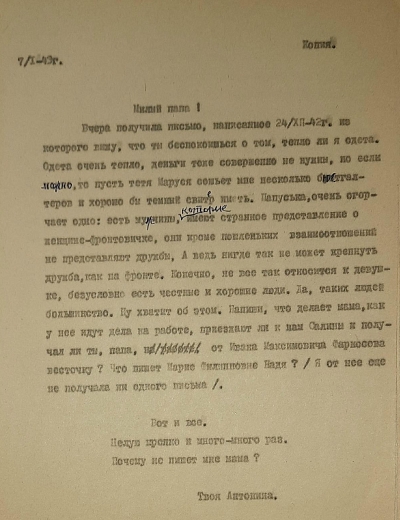 Копия.
7/I-43г.
Милый папа !
Вчера получила письмо, написанное 24/XII-42г. из
которого вижу, что ты беспокоишься о том, тепло ли я одета.
Одета очень тепло, деньги тоже совершенно не нужны, но если
можно, то пусть тетя Маруся сошьет мне несколько бюстгал-
теров и хорошо бы темный свитр иметь. Папуська, очень огор-
чает одно: есть мужчины, которые имеют странное представление о
женщине-фронтовичке, они кроме пошленьких взаимоотношений
не представляют дружбы. А ведь нигде так не может крепнуть
дружба, как на фронте. Конечно, не все так относятся к девуш-
ке, безусловно есть честные и хорошие люди. Да, таких людей
большинство. Ну хватит об этом. Напиши, что делает мама, как
у нее идут дела на работе, приезжают ли к нам Салины и полу-
чал ли ты, папа, от Ивана Максимовича
весточку ? Что пишет Надя ? / Я от нее еще
не получала ни одного письма /.
Вот и все.
Целую крепко и много-много раз.
Почему не пишет мне мама ?
Твоя Антонина.